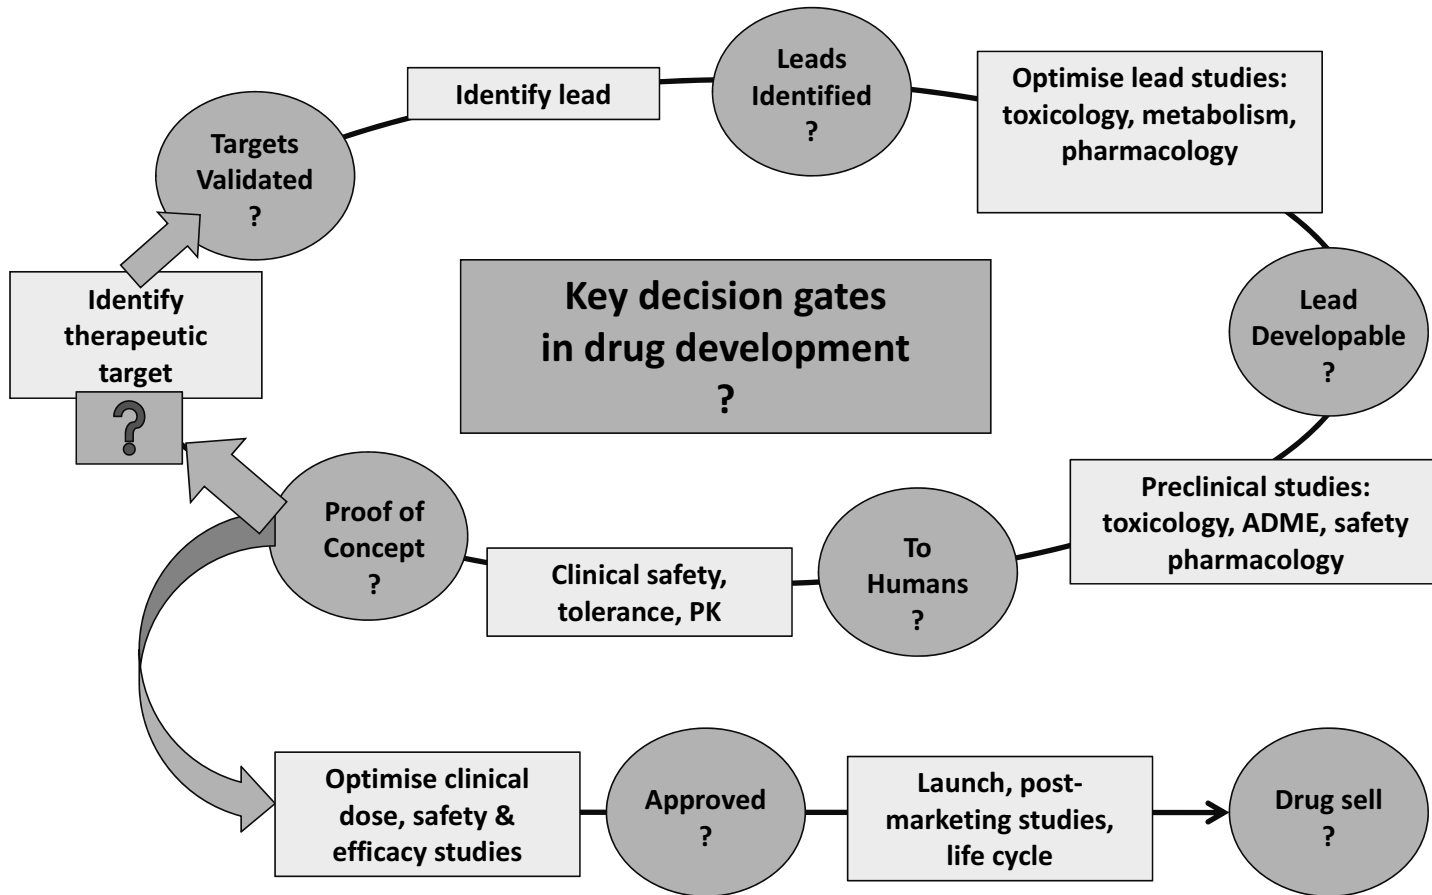 Identify
therapeutic
target
?
Targets
Validated
?
Identify lead
Leads
Identified
?
Optimise lead studies:
toxicology, metabolism,
pharmacology
Lead
Developable
?
Key decision gates
in drug development
?
Preclinical studies:
toxicology, ADME, safety
pharmacology
To
Humans
?
Clinical safety,
tolerance, PK
Proof of
Concept
?
Optimise clinical
dose, safety &
efficacy studies
Approved
?
Launch, post-
marketing studies,
life cycle
Drug sell
?